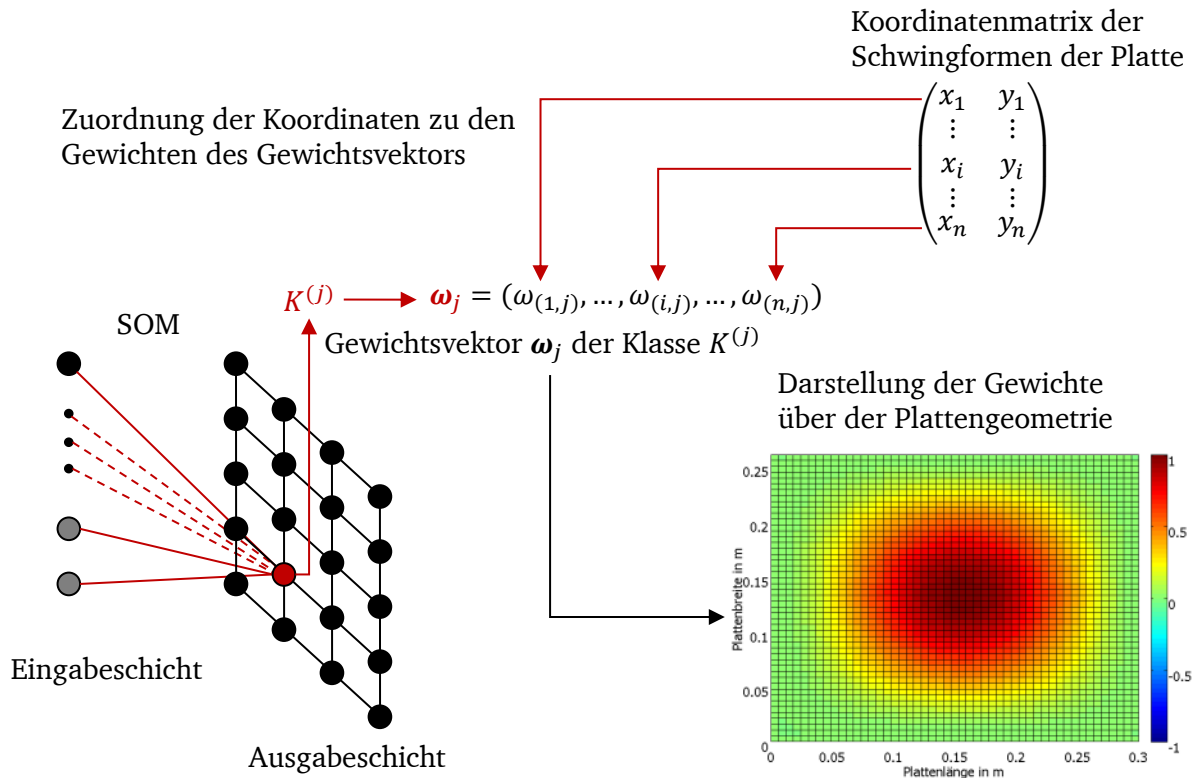 Koordinatenmatrix der
Schwingformen der Platte
x₁ y₁
⋮ ⋮
xᵢ yᵢ
⋮ ⋮
xₙ yₙ
Zuordnung der Koordinaten zu den
Gewichten des Gewichtsvektors
K⁽ʲ⁾ 𝝎ⱼ = (ω₍₁,ⱼ₎, … , ω₍ᵢ,ⱼ₎, … , ω₍ₙ,ⱼ₎)
Gewichtsvektor 𝝎ⱼ der Klasse K⁽ʲ⁾
SOM
Eingabeschicht
Ausgabeschicht
Darstellung der Gewichte
über der Plattengeometrie
0.25
0.2
0.15
0.1
0.05
0
Plattenbreite in m
0 0.05 0.1 0.15 0.2 0.25 0.3
Plattenlänge in m
1
0.5
0
-0.5
-1